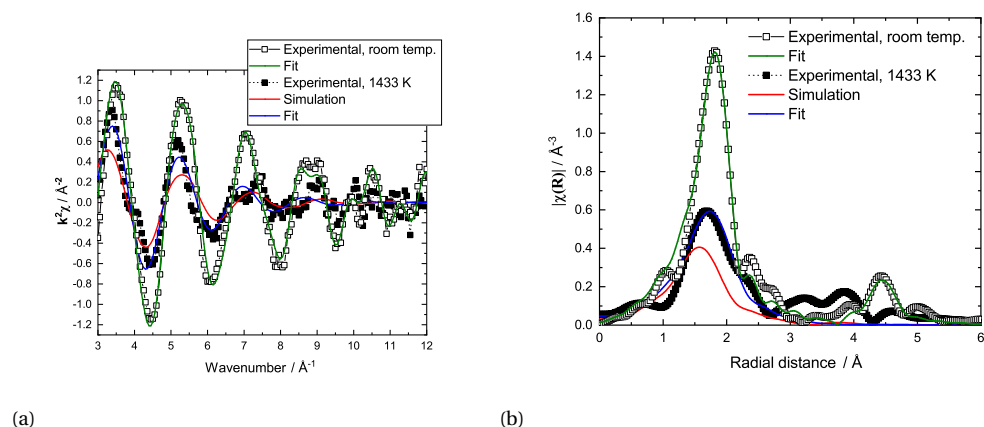 Experimental, room temp.
Fit
Experimental, 1433 K
Simulation
Fit
1.2
1.0
0.8
0.6
0.4
0.2
0.0
-0.2
-0.4
-0.6
-0.8
-1.0
-1.2
k²χ / Å⁻²
3 4 5 6 7 8 9 10 11 12
Wavenumber / Å⁻¹
(a)
Experimental, room temp.
Fit
Experimental, 1433 K
Simulation
Fit
1.6
1.4
1.2
1.0
0.8
0.6
0.4
0.2
0.0
|χ(R)| / Å⁻³
0 1 2 3 4 5 6
Radial distance / Å
(b)